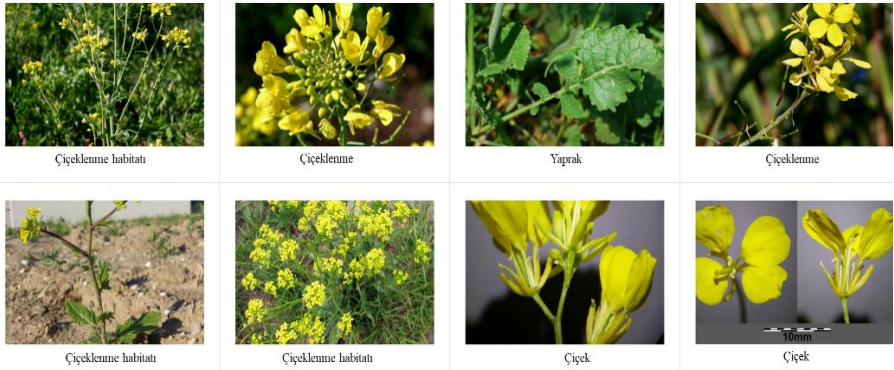 Çiçeklenme habitatı
Çiçeklenme
Yaprak
Çiçeklenme
Çiçeklenme habitatı
Çiçeklenme habitatı
Çiçek
10mm
Çiçek